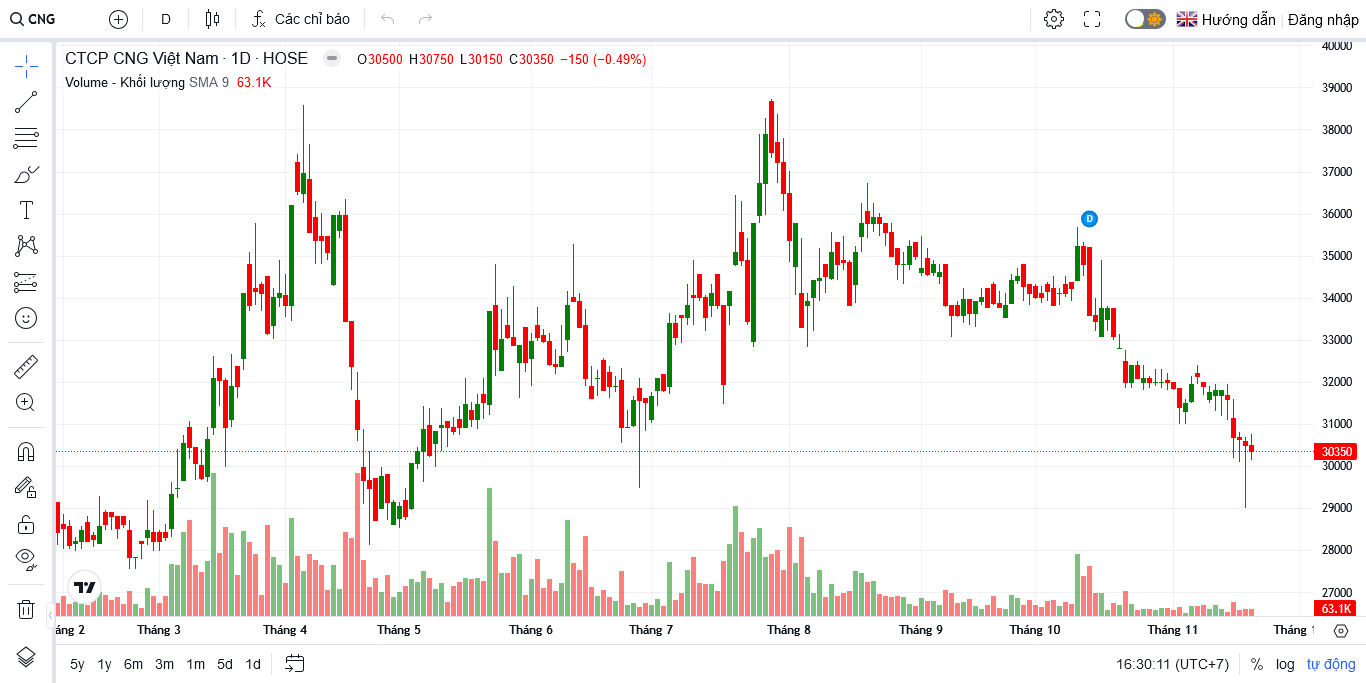 CNG D Các chỉ báo Hướng dẫn Đăng nhập
CTCP CNG Việt Nam · 1D · HOSE O30500 H30750 L30150 C30350 −150 (−0.49%)
Volume - Khối lượng SMA 9 63.1K
40000
39000
38000
37000
36000
35000
34000
33000
32000
31000
30350
30000
29000
28000
27000
63.1K
D
áng 2 Tháng 3 Tháng 4 Tháng 5 Tháng 6 Tháng 7 Tháng 8 Tháng 9 Tháng 10 Tháng 11 Tháng 1
5y 1y 6m 3m 1m 5d 1d 16:30:11 (UTC+7) % log tự động